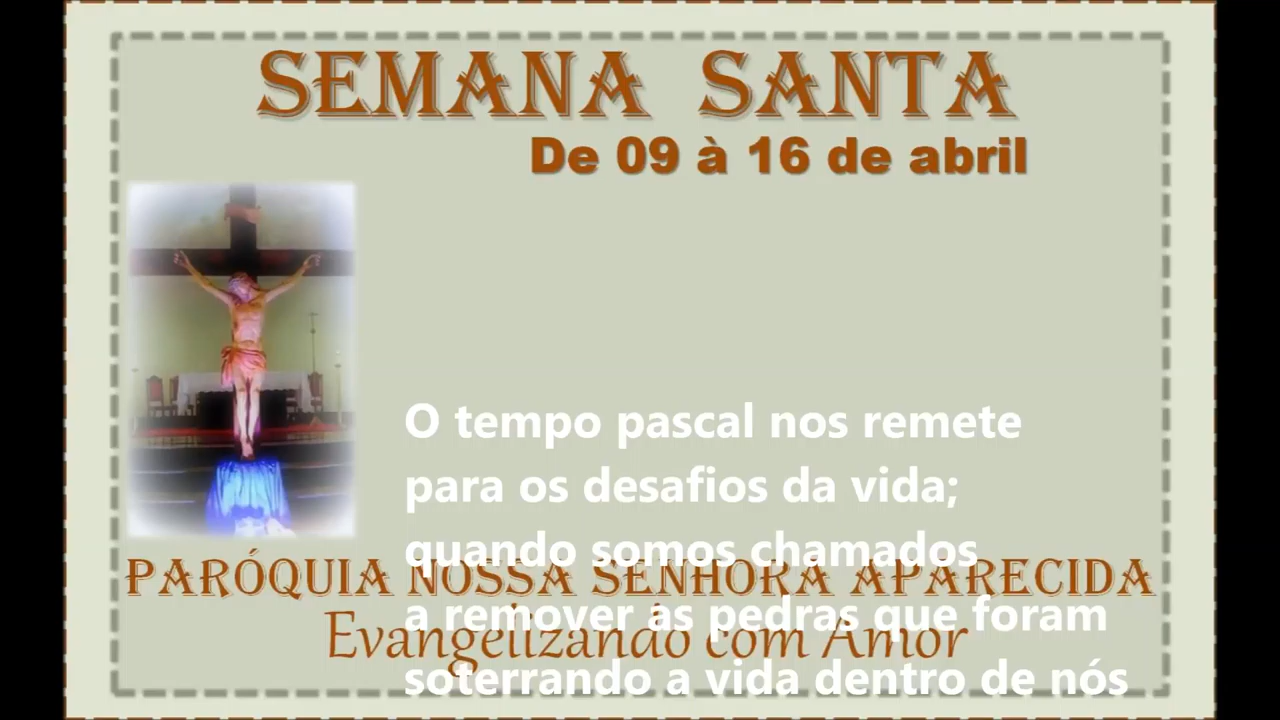 SEMANA SANTA
De 09 à 16 de abril
O tempo pascal nos remete
para os desafios da vida;
quando somos chamados
PARÓQUIA NOSSA SENHORA APARECIDA
a remover as pedras que foram
Evangelizando com Amor
soterrando a vida dentro de nós